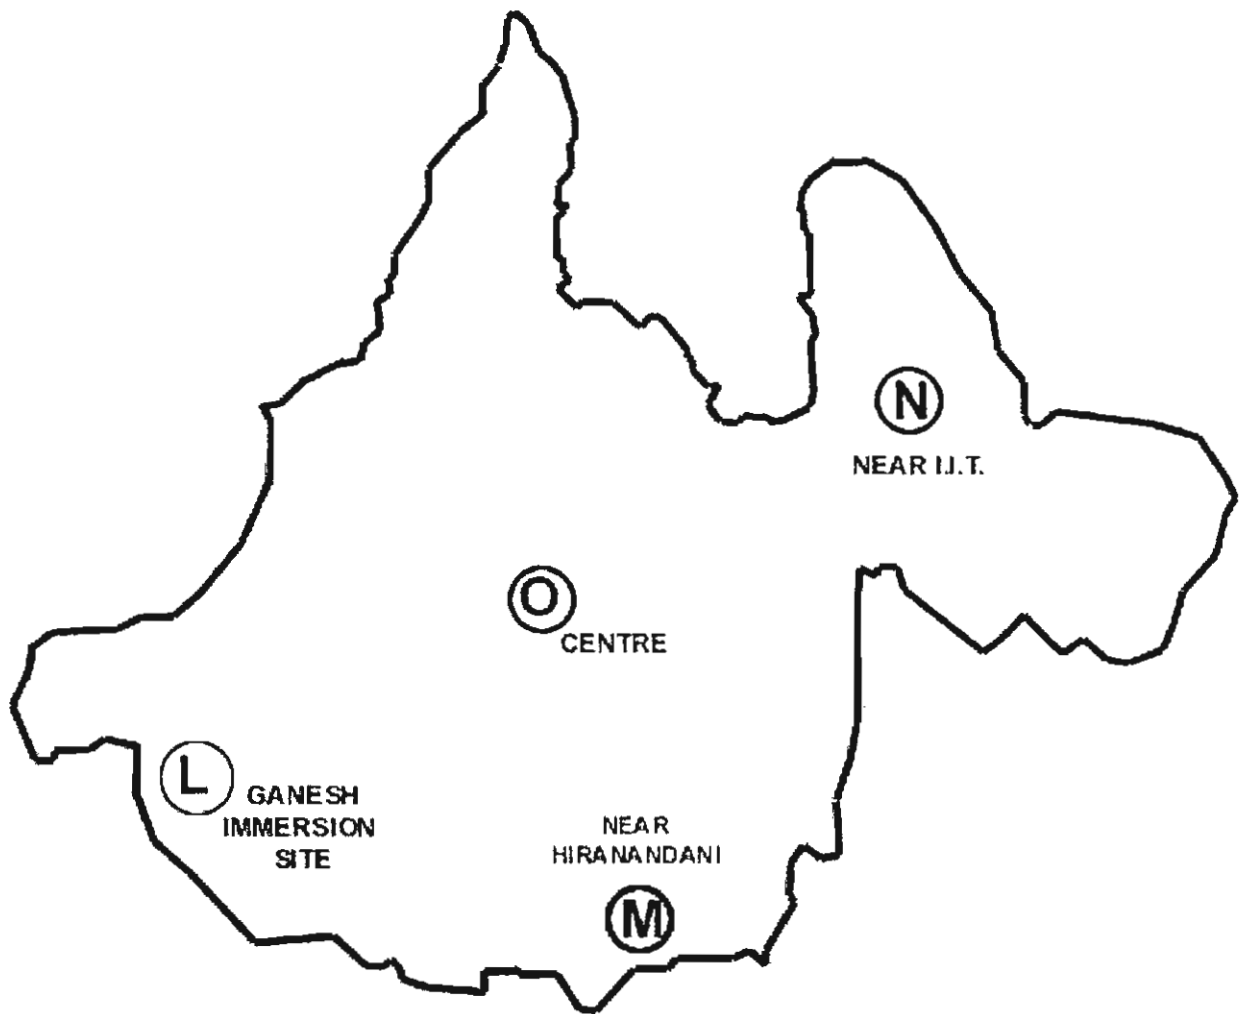 N
NEAR I.I.T.
O
CENTRE
L
GANESH
IMMERSION
SITE
NEAR
HIRANANDANI
M